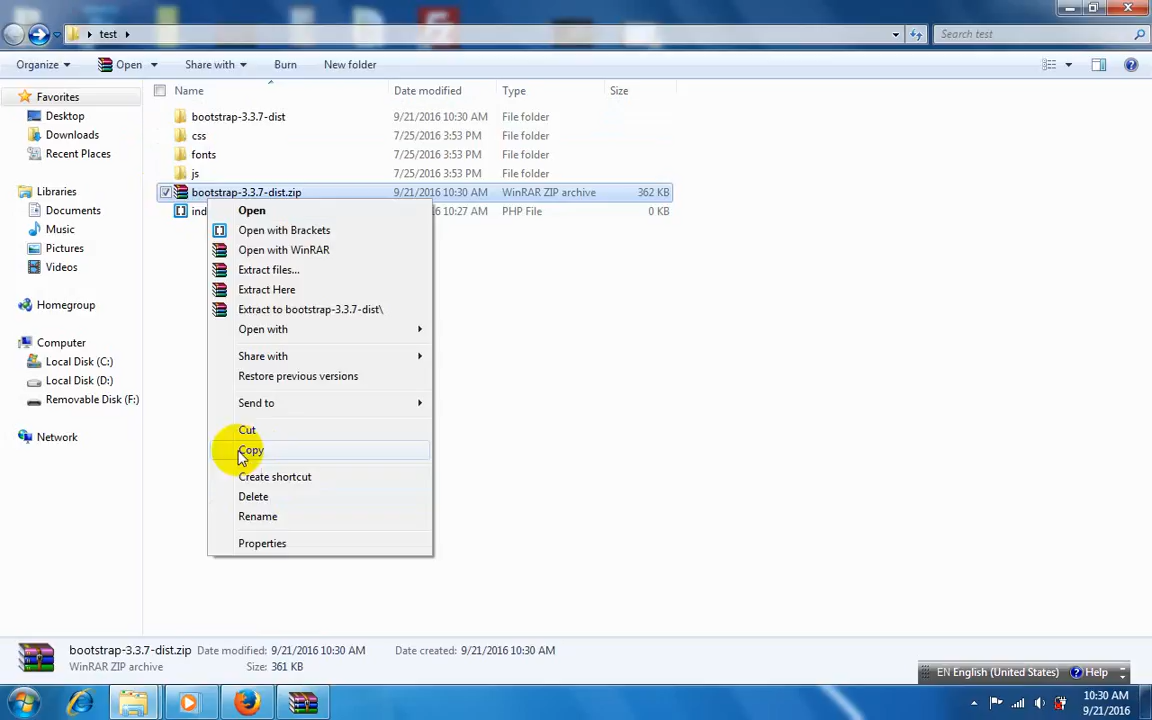 test
Search test
Organize Open Share with Burn New folder
Name Date modified Type Size
Favorites
Desktop
Downloads
Recent Places
Libraries
Documents
Music
Pictures
Videos
Homegroup
Computer
Local Disk (C:)
Local Disk (D:)
Removable Disk (F:)
Network
bootstrap-3.3.7-dist 9/21/2016 10:30 AM File folder
css 7/25/2016 3:53 PM File folder
fonts 7/25/2016 3:53 PM File folder
js 7/25/2016 3:53 PM File folder
bootstrap-3.3.7-dist.zip 9/21/2016 10:30 AM WinRAR ZIP archive 362 KB
ind 6 10:27 AM PHP File 0 KB
Open
Open with Brackets
Open with WinRAR
Extract files...
Extract Here
Extract to bootstrap-3.3.7-dist\
Open with
Share with
Restore previous versions
Send to
Cut
Copy
Create shortcut
Delete
Rename
Properties
bootstrap-3.3.7-dist.zip Date modified: 9/21/2016 10:30 AM Date created: 9/21/2016 10:30 AM
WinRAR ZIP archive Size: 361 KB
EN English (United States) Help
10:30 AM
9/21/2016